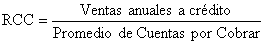 RCC = Ventas anuales a crédito
Promedio de Cuentas por Cobrar